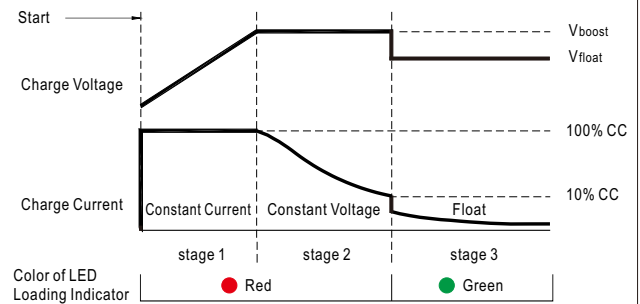 Start
Vboost
Vfloat
Charge Voltage
100% CC
10% CC
Charge Current
Constant Current
Constant Voltage
Float
stage 1
stage 2
stage 3
Color of LED
Loading Indicator
Red
Green